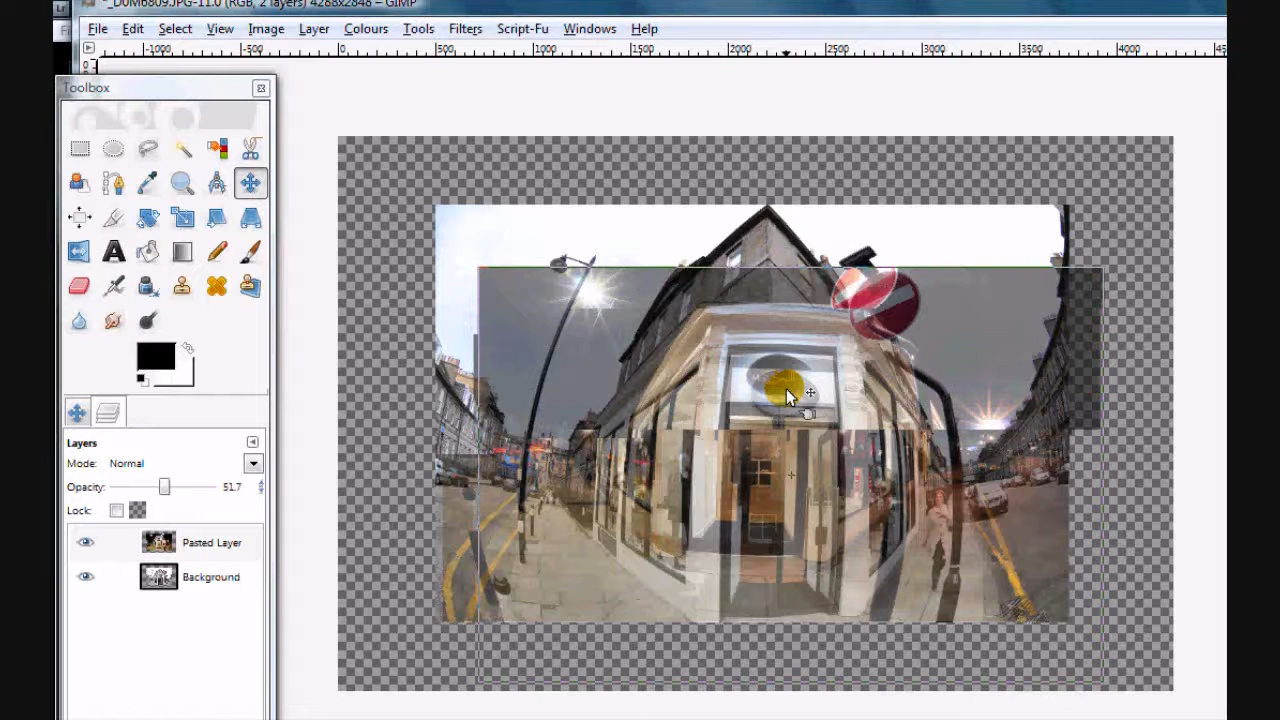 Lr
*_DUM6809.JPG-11.0 (RGB, 2 layers) 4288x2848 – GIMP
File Edit Select View Image Layer Colours Tools Filters Script-Fu Windows Help
-1000 -500 0 500 1000 1500 2000 2500 3000 3500 4000
Toolbox
Layers
Mode: Normal
Opacity: 51.7
Lock:
Pasted Layer
Background